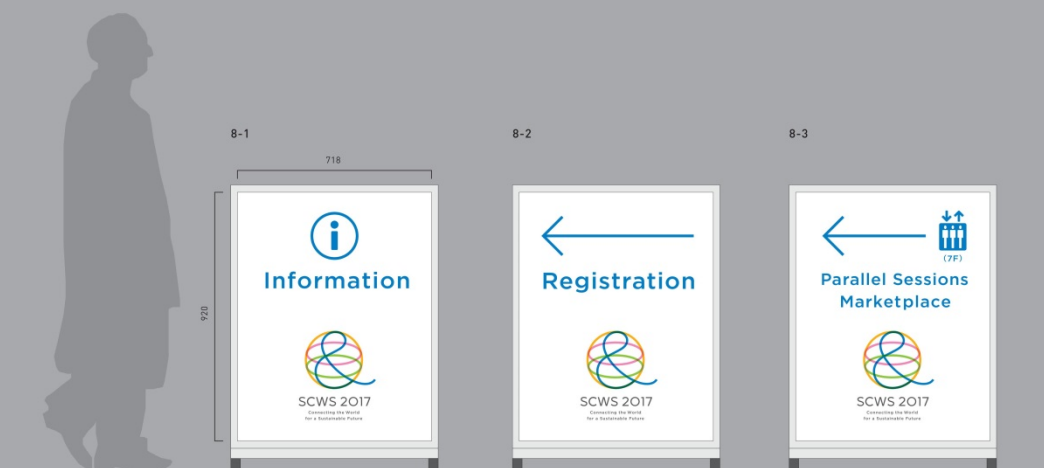 8-1
718
920
Information
SCWS 2017
Connecting the World
for a Sustainable Future
8-2
Registration
SCWS 2017
Connecting the World
for a Sustainable Future
8-3
(7F)
Parallel Sessions
Marketplace
SCWS 2017
Connecting the World
for a Sustainable Future